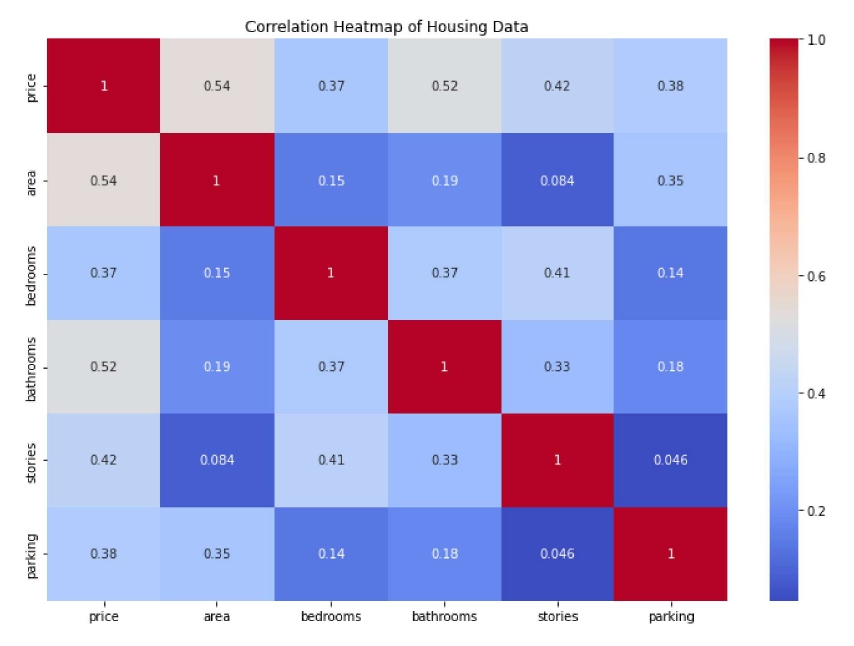 Correlation Heatmap of Housing Data
price 1 0.54 0.37 0.52 0.42 0.38
area 0.54 1 0.15 0.19 0.084 0.35
bedrooms 0.37 0.15 1 0.37 0.41 0.14
bathrooms 0.52 0.19 0.37 1 0.33 0.18
stories 0.42 0.084 0.41 0.33 1 0.046
parking 0.38 0.35 0.14 0.18 0.046 1
price area bedrooms bathrooms stories parking
1.0
0.8
0.6
0.4
0.2